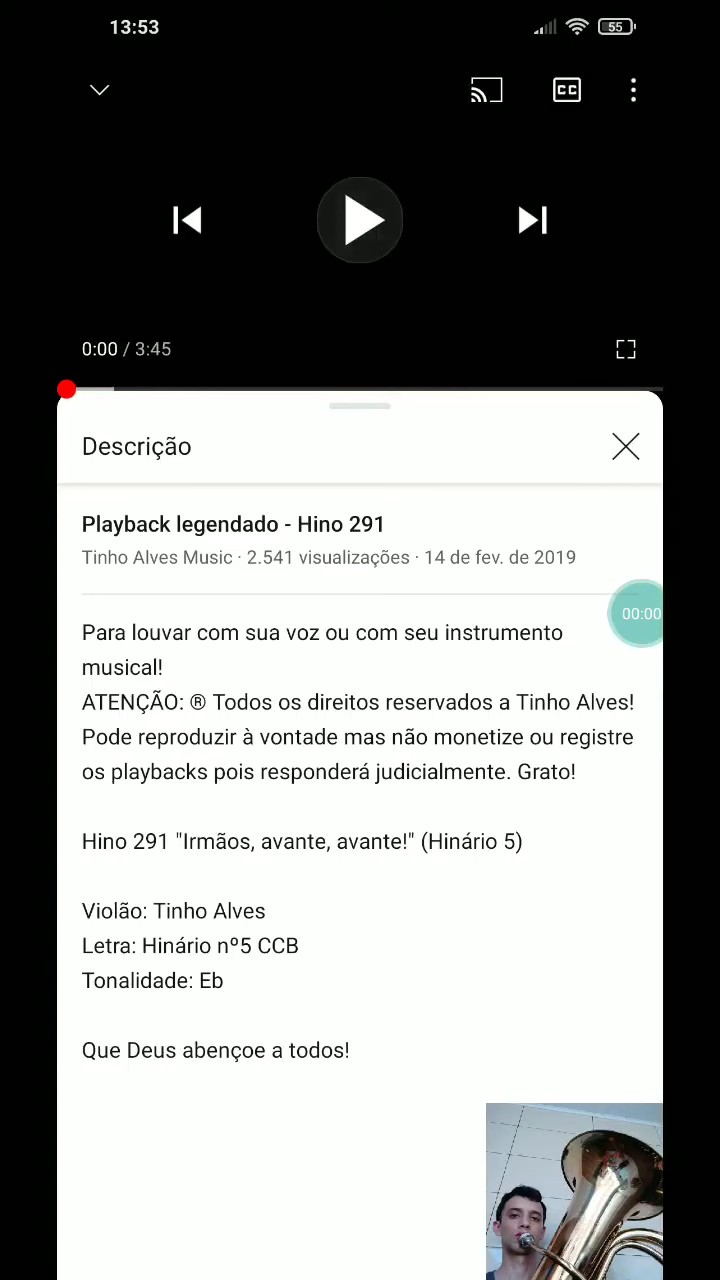 13:53
55
CC
0:00 / 3:45
Descrição
Playback legendado - Hino 291
Tinho Alves Music · 2.541 visualizações · 14 de fev. de 2019
00:00
Para louvar com sua voz ou com seu instrumento
musical!
ATENÇÃO: ® Todos os direitos reservados a Tinho Alves!
Pode reproduzir à vontade mas não monetize ou registre
os playbacks pois responderá judicialmente. Grato!
Hino 291 "Irmãos, avante, avante!" (Hinário 5)
Violão: Tinho Alves
Letra: Hinário nº5 CCB
Tonalidade: Eb
Que Deus abençoe a todos!